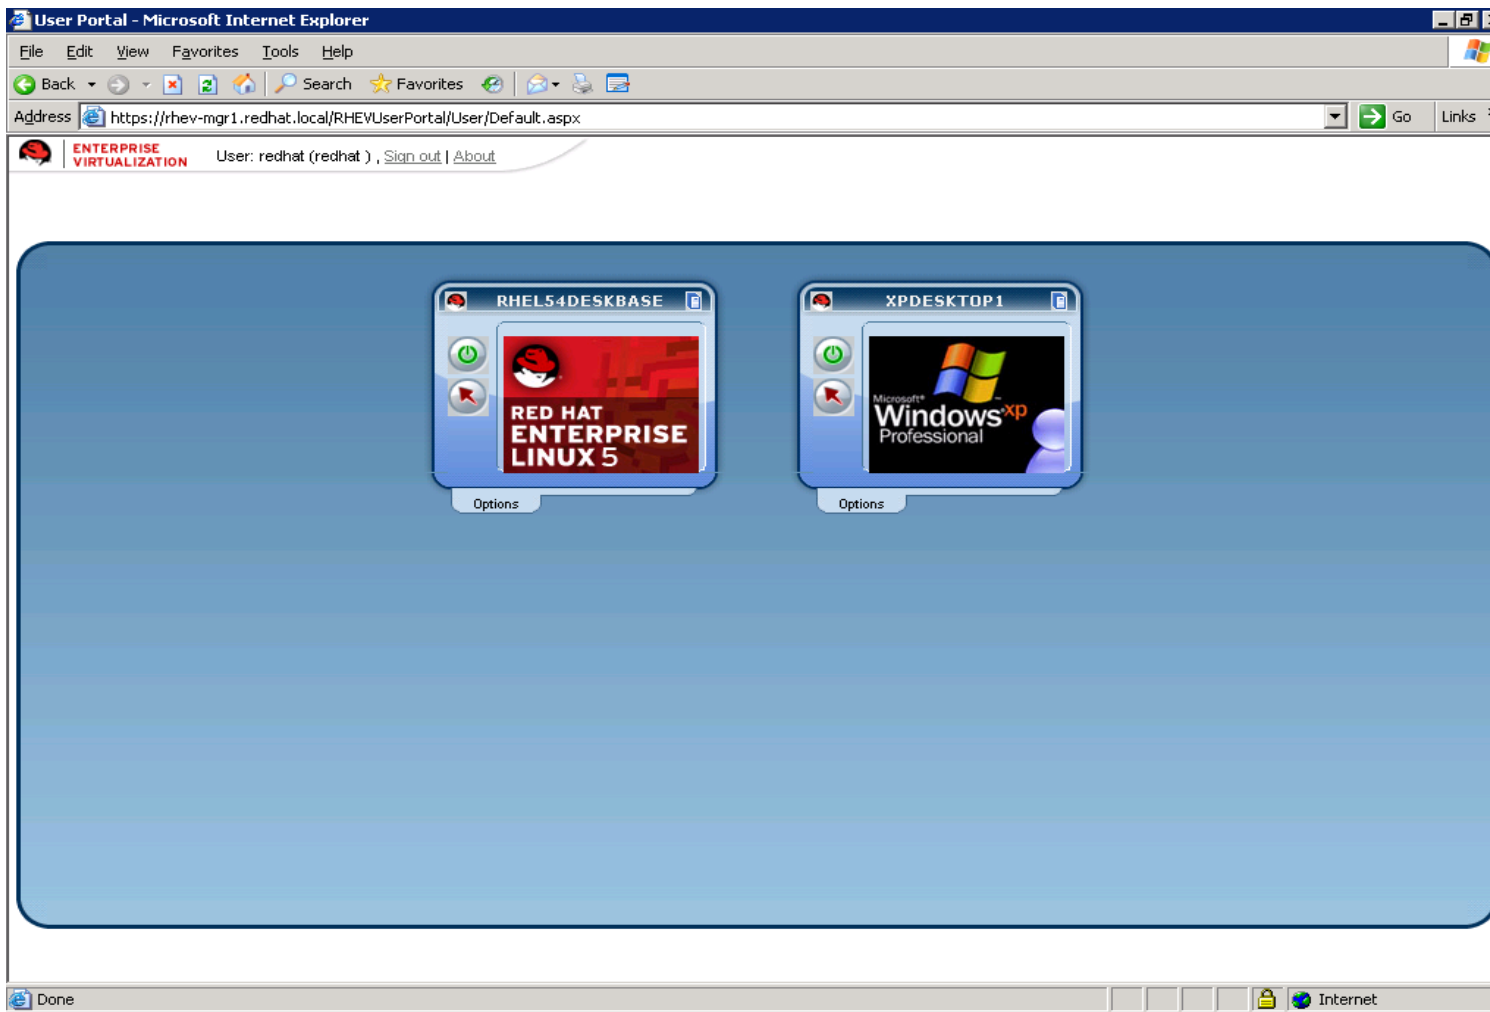 User Portal - Microsoft Internet Explorer
File Edit View Favorites Tools Help
Back Search Favorites
Address https://rhev-mgr1.redhat.local/RHEVUserPortal/User/Default.aspx Go Links
ENTERPRISE
VIRTUALIZATION
User: redhat (redhat ) , Sign out | About
RHEL54DESKBASE
RED HAT
ENTERPRISE
LINUX 5
Options
XPDESKTOP1
Microsoft®
Windows xp
Professional
Options
Done Internet